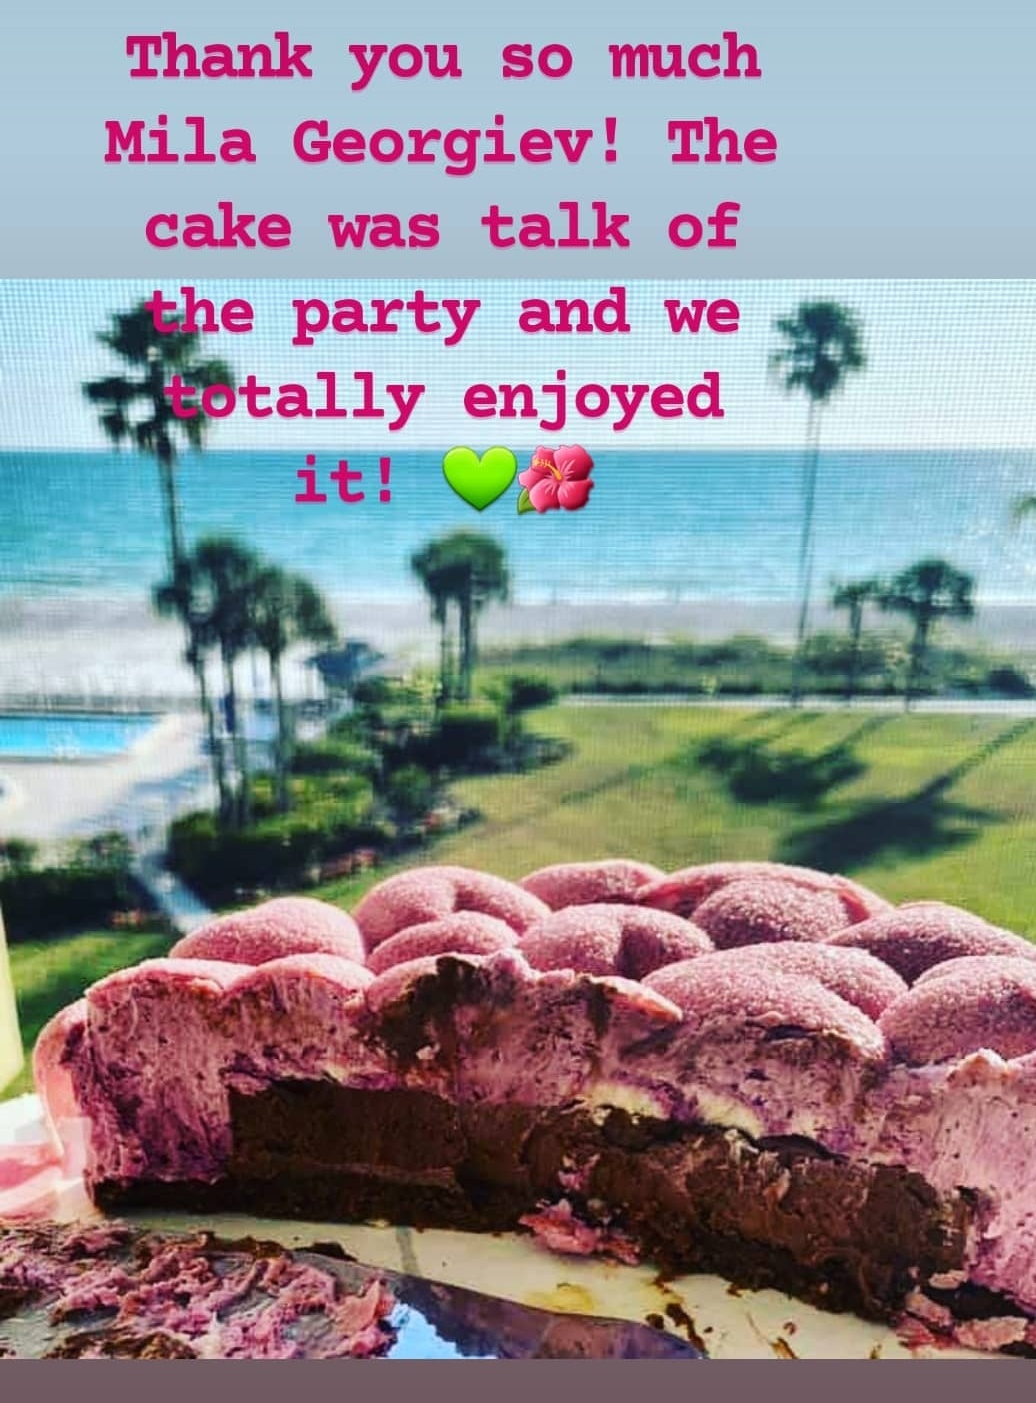 Thank you so much
Mila Georgiev! The
cake was talk of
the party and we
totally enjoyed
it! 💚🌺